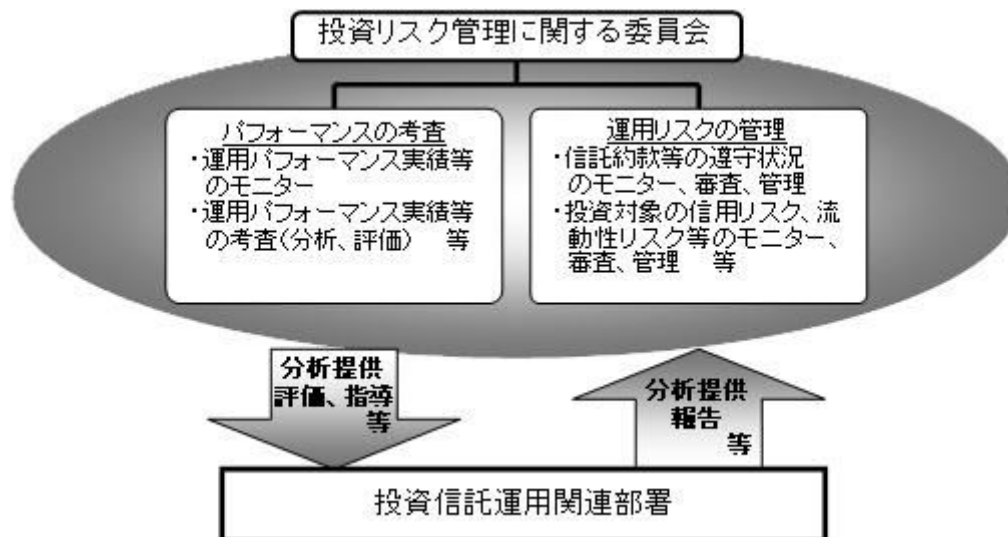 投資リスク管理に関する委員会
パフォーマンスの考査
・運用パフォーマンス実績等
のモニター
・運用パフォーマンス実績等
の考査(分析、評価) 等
運用リスクの管理
・信託約款等の遵守状況
のモニター、審査、管理
・投資対象の信用リスク、流
動性リスク等のモニター、
審査、管理 等
分析提供
評価、指導
等
分析提供
報告
等
投資信託運用関連部署